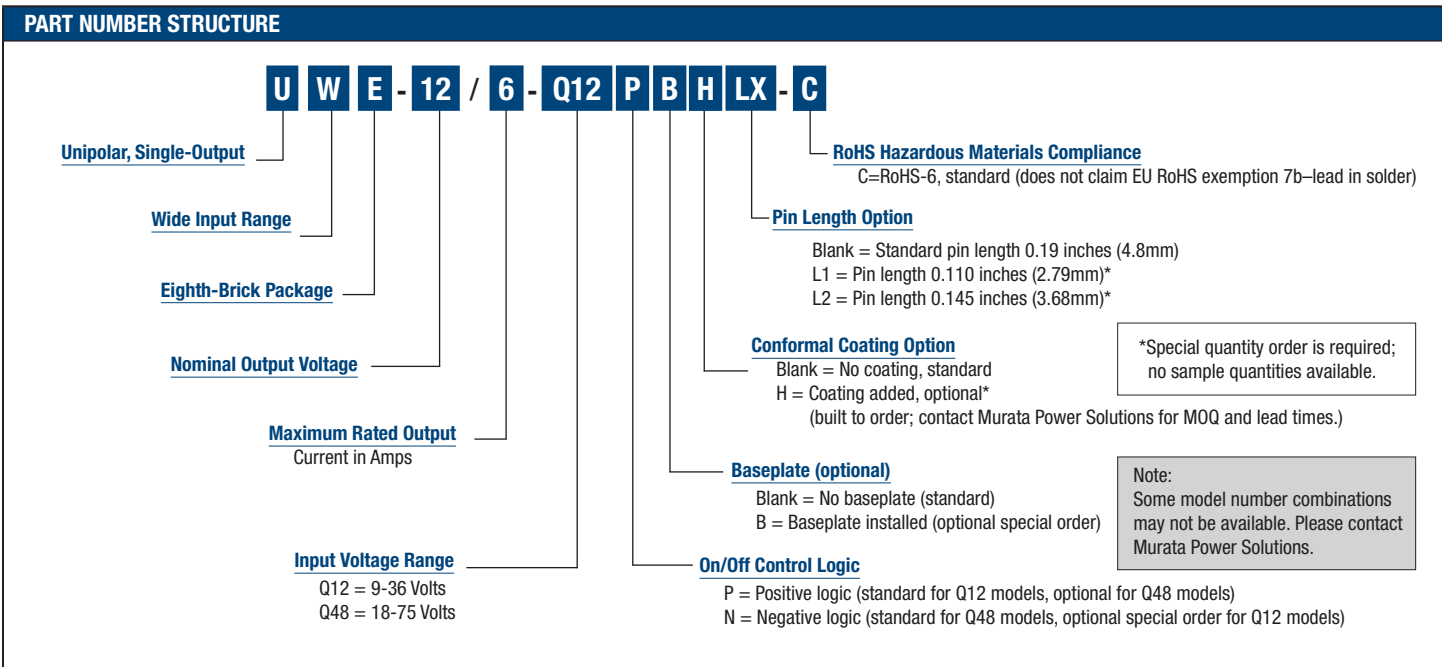 PART NUMBER STRUCTURE
U W E - 12 / 6 - Q12 P B H LX - C
Unipolar, Single-Output
Wide Input Range
Eighth-Brick Package
Nominal Output Voltage
Maximum Rated Output
Current in Amps
Input Voltage Range
Q12 = 9-36 Volts
Q48 = 18-75 Volts
RoHS Hazardous Materials Compliance
C=RoHS-6, standard (does not claim EU RoHS exemption 7b–lead in solder)
Pin Length Option
Blank = Standard pin length 0.19 inches (4.8mm)
L1 = Pin length 0.110 inches (2.79mm)*
L2 = Pin length 0.145 inches (3.68mm)*
Conformal Coating Option
Blank = No coating, standard
H = Coating added, optional*
(built to order; contact Murata Power Solutions for MOQ and lead times.)
*Special quantity order is required;
no sample quantities available.
Baseplate (optional)
Blank = No baseplate (standard)
B = Baseplate installed (optional special order)
Note:
Some model number combinations
may not be available. Please contact
Murata Power Solutions.
On/Off Control Logic
P = Positive logic (standard for Q12 models, optional for Q48 models)
N = Negative logic (standard for Q48 models, optional special order for Q12 models)